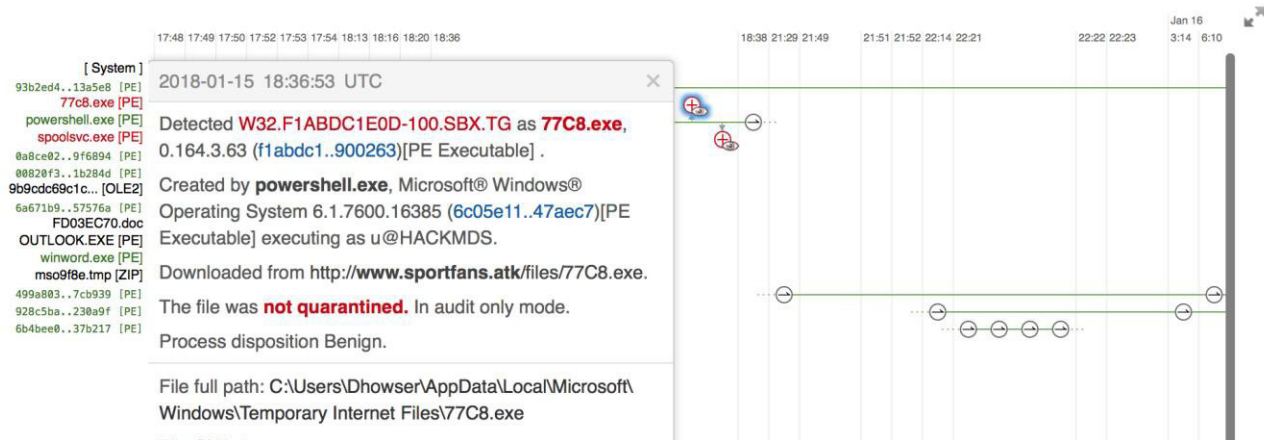 Jan 16
17:48 17:49 17:50 17:52 17:53 17:54 18:13 18:16 18:20 18:36 18:38 21:29 21:49 21:51 21:52 22:14 22:21 22:22 22:23 3:14 6:10
[ System ]
93b2ed4..13a5e8 [PE]
77c8.exe [PE]
powershell.exe [PE]
spoolsvc.exe [PE]
0a8ce02..9f6894 [PE]
00820f3..1b284d [PE]
9b9cdc69c1c... [OLE2]
6a671b9..57576a [PE]
FD03EC70.doc
OUTLOOK.EXE [PE]
winword.exe [PE]
mso9f8e.tmp [ZIP]
499a803..7cb939 [PE]
928c5ba..230a9f [PE]
6b4bee0..37b217 [PE]
2018-01-15 18:36:53 UTC
Detected W32.F1ABDC1E0D-100.SBX.TG as 77C8.exe,
0.164.3.63 (f1abdc1..900263)[PE Executable] .
Created by powershell.exe, Microsoft® Windows®
Operating System 6.1.7600.16385 (6c05e11..47aec7)[PE
Executable] executing as u@HACKMDS.
Downloaded from http://www.sportfans.atk/files/77C8.exe.
The file was not quarantined. In audit only mode.
Process disposition Benign.
File full path: C:\Users\Dhowser\AppData\Local\Microsoft\
Windows\Temporary Internet Files\77C8.exe